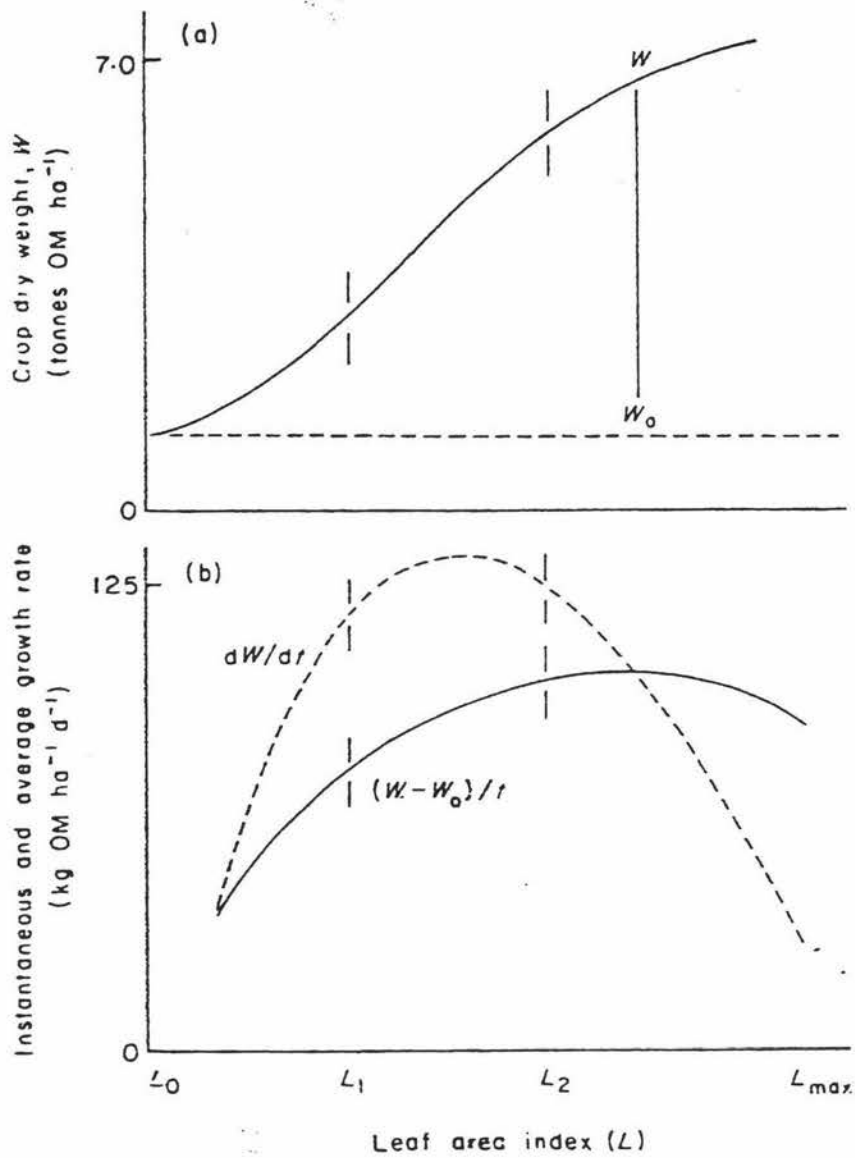 (a)
7·0
W
Crop dry weight, W
(tonnes OM ha⁻¹)
W₀
0
(b)
125
dW/dt
(W-W₀)/t
Instantaneous and average growth rate
(kg OM ha⁻¹ d⁻¹)
0
L₀ L₁ L₂ Lmax.
Leaf area index (L)